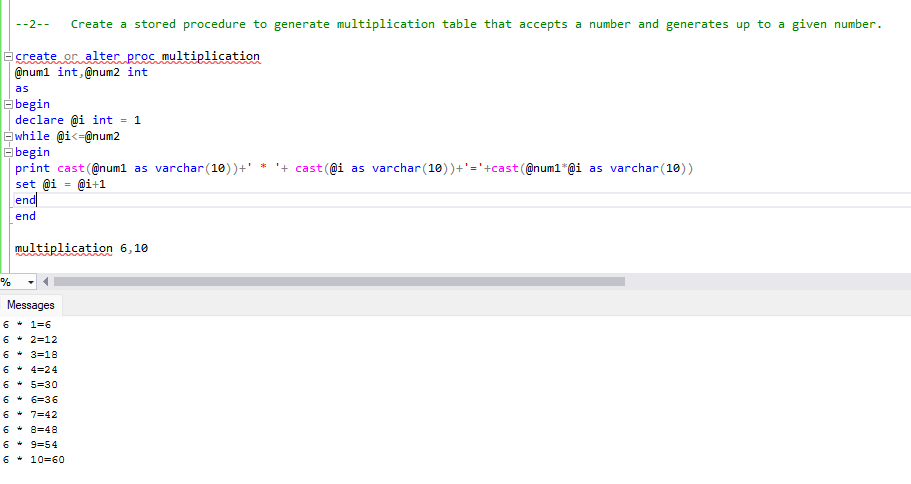 --2--   Create a stored procedure to generate multiplication table that accepts a number and generates up to a given number.
create or alter proc multiplication
@num1 int,@num2 int
as
begin
declare @i int = 1
while @i<=@num2
begin
print cast(@num1 as varchar(10))+' * '+ cast(@i as varchar(10))+'='+cast(@num1*@i as varchar(10))
set @i = @i+1
end
end
multiplication 6,10
%
Messages
6 * 1=6
6 * 2=12
6 * 3=18
6 * 4=24
6 * 5=30
6 * 6=36
6 * 7=42
6 * 8=48
6 * 9=54
6 * 10=60